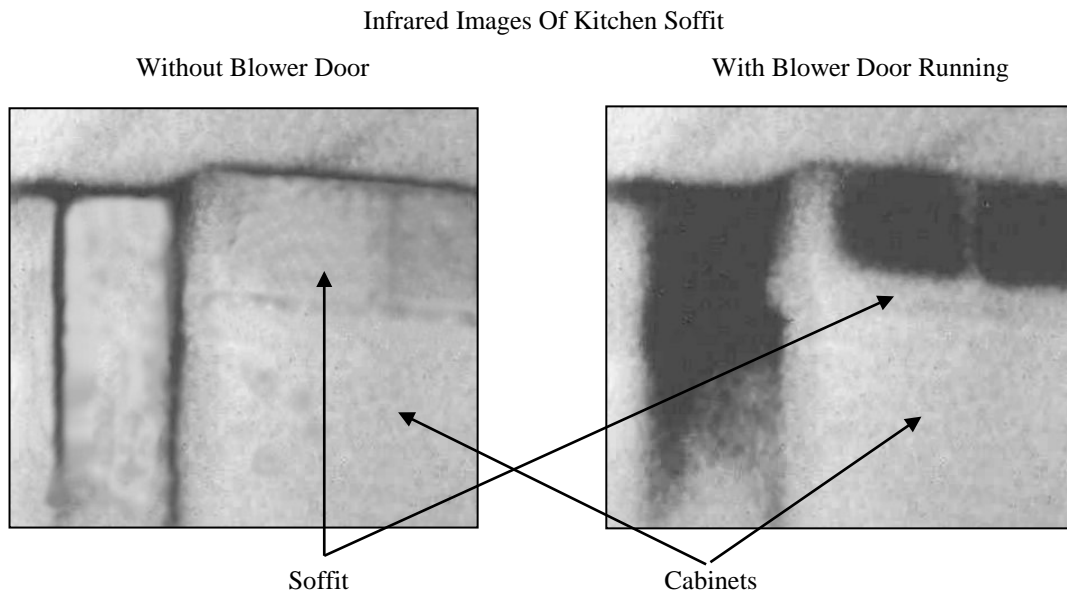 Infrared Images Of Kitchen Soffit
Without Blower Door
With Blower Door Running
Soffit
Cabinets